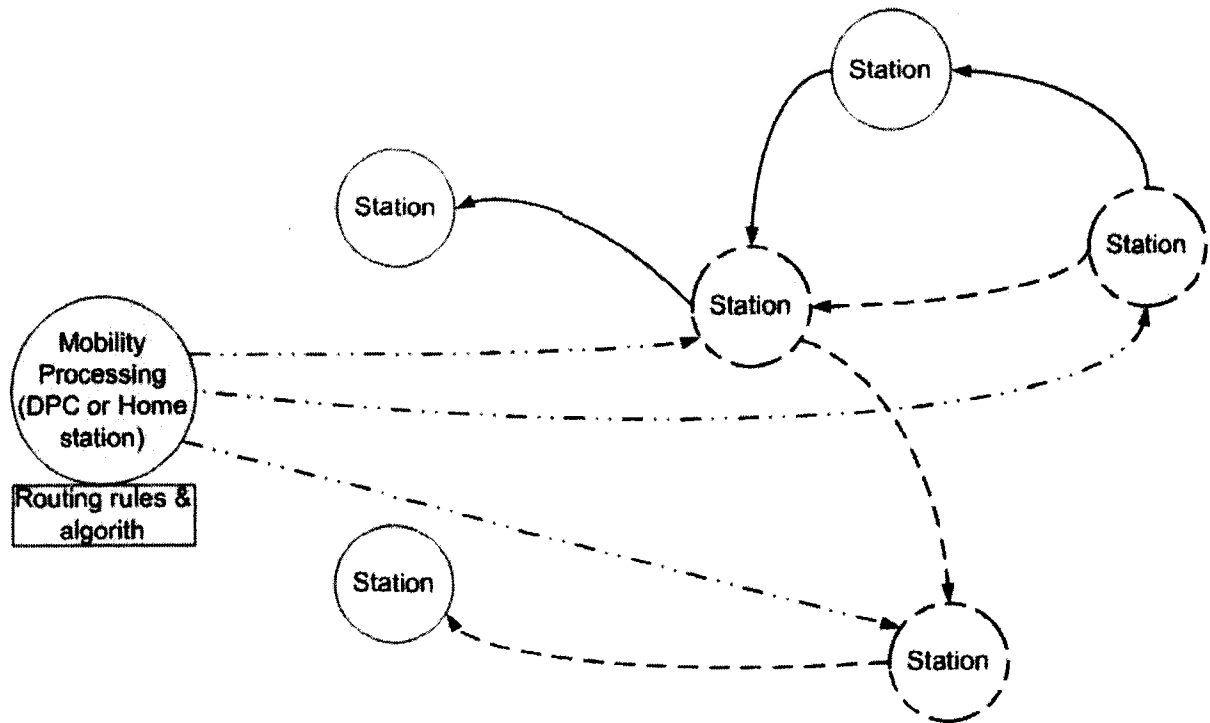 Station
Station
Station
Station
Mobility
Processing
(DPC or Home
station)
Routing rules &
algorith
Station
Station